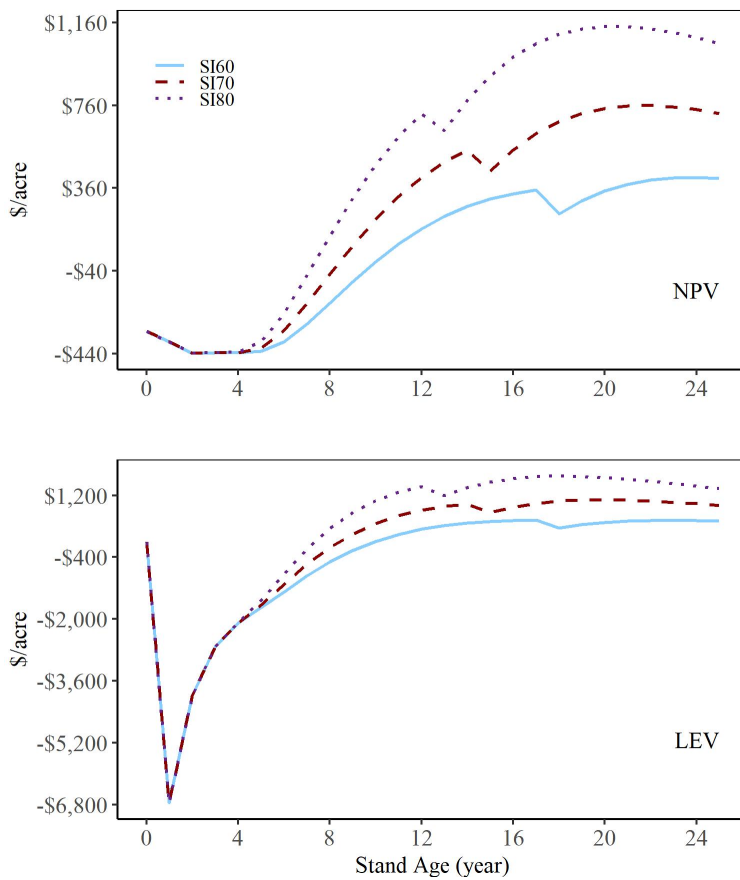 $1,160
$760
$360
-$40
-$440
$/acre
SI60
SI70
SI80
NPV
0 4 8 12 16 20 24
$1,200
-$400
-$2,000
-$3,600
-$5,200
-$6,800
$/acre
LEV
0 4 8 12 16 20 24
Stand Age (year)